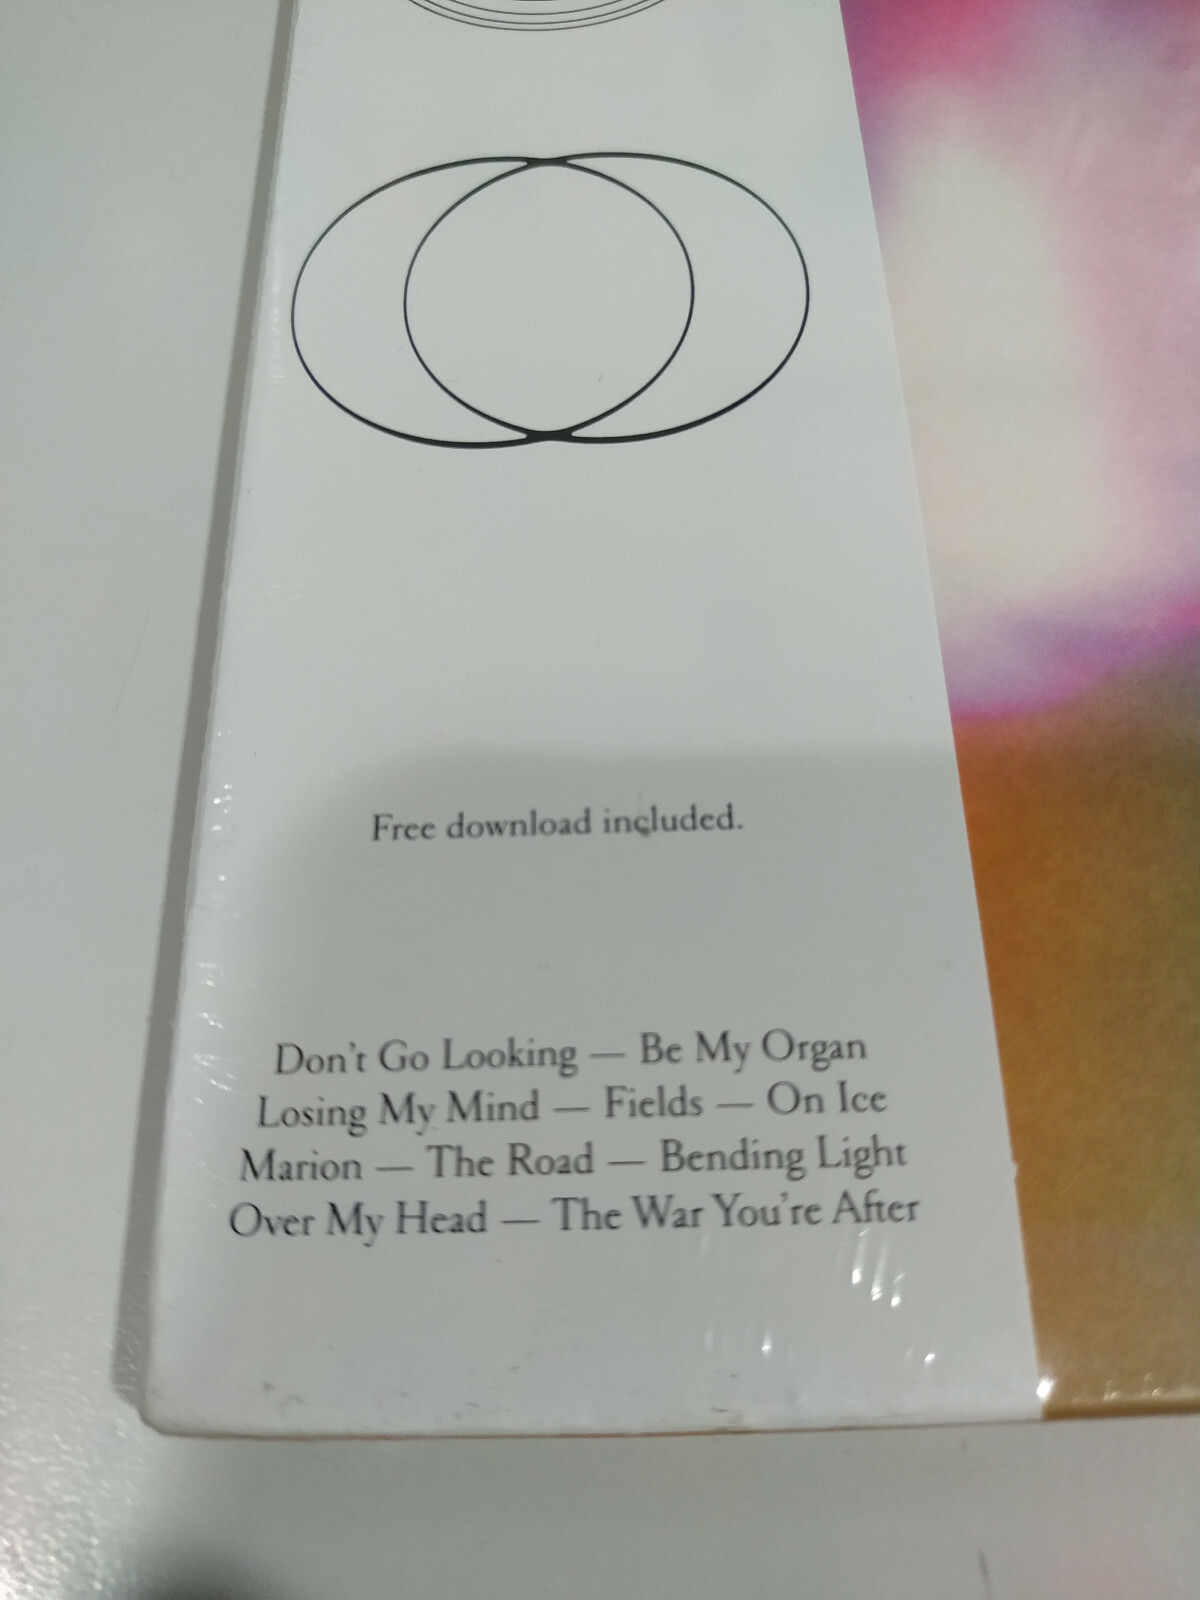 Free download included.
Don't Go Looking — Be My Organ
Losing My Mind — Fields — On Ice
Marion — The Road — Bending Light
Over My Head — The War You're After